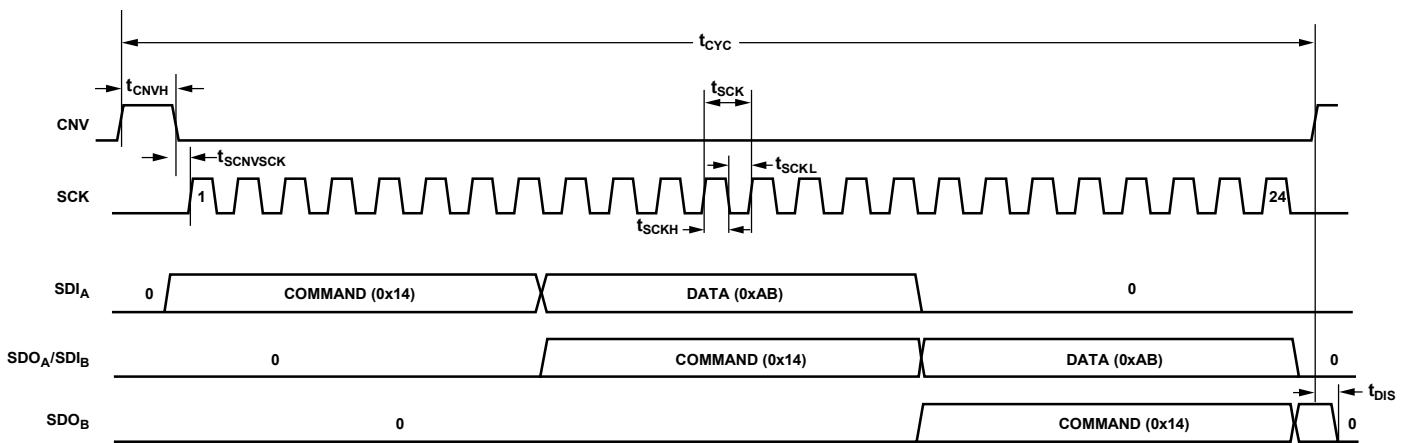 tCYC
tCNVH
tSCK
CNV
tSCNVSCK
tSCKL
SCK
1
24
tSCKH
SDIA
0
COMMAND (0x14)
DATA (0xAB)
0
SDOA/SDIB
0
COMMAND (0x14)
DATA (0xAB)
0
tDIS
SDOB
0
COMMAND (0x14)
0